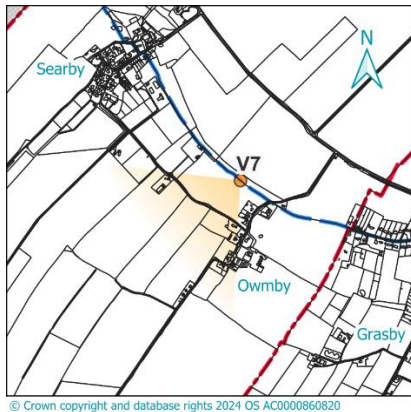 Searby
N
V7
Owmby
Grasby
© Crown copyright and database rights 2024 OS AC0000860820